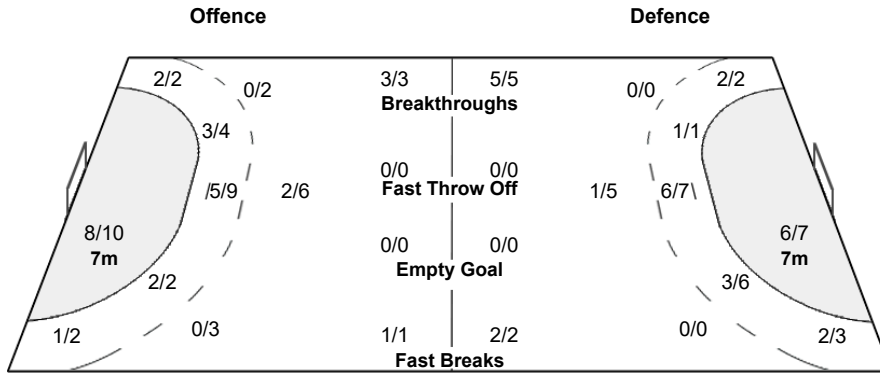 Offence Defence
2/2 0/2 3/3 5/5 0/0 2/2
Breakthroughs
3/4 1/1
0/0 0/0
5/9 2/6 Fast Throw Off 1/5 6/7
8/10 0/0 0/0 6/7
7m Empty Goal 7m
2/2 3/6
1/2 0/3 1/1 2/2 0/0 2/3
Fast Breaks